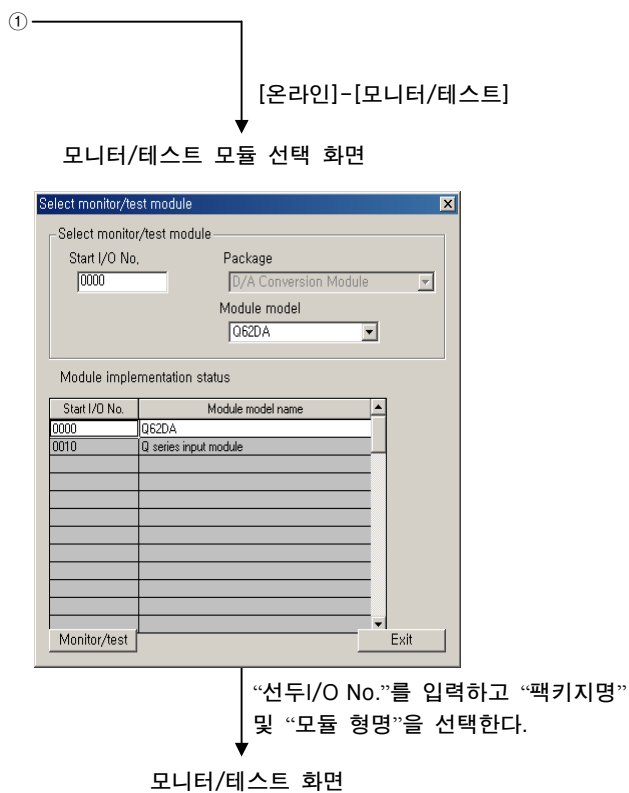 ①
[온라인]-[모니터/테스트]
모니터/테스트 모듈 선택 화면
Select monitor/test module
Select monitor/test module
Start I/O No.
Package
0000
D/A Conversion Module
Module model
Q62DA
Module implementation status
Start I/O No.
Module model name
0000
Q62DA
0010
Q series input module
Monitor/test
Exit
“선두I/O No.”를 입력하고 “팩키지명”
및 “모듈 형명”을 선택한다.
모니터/테스트 화면